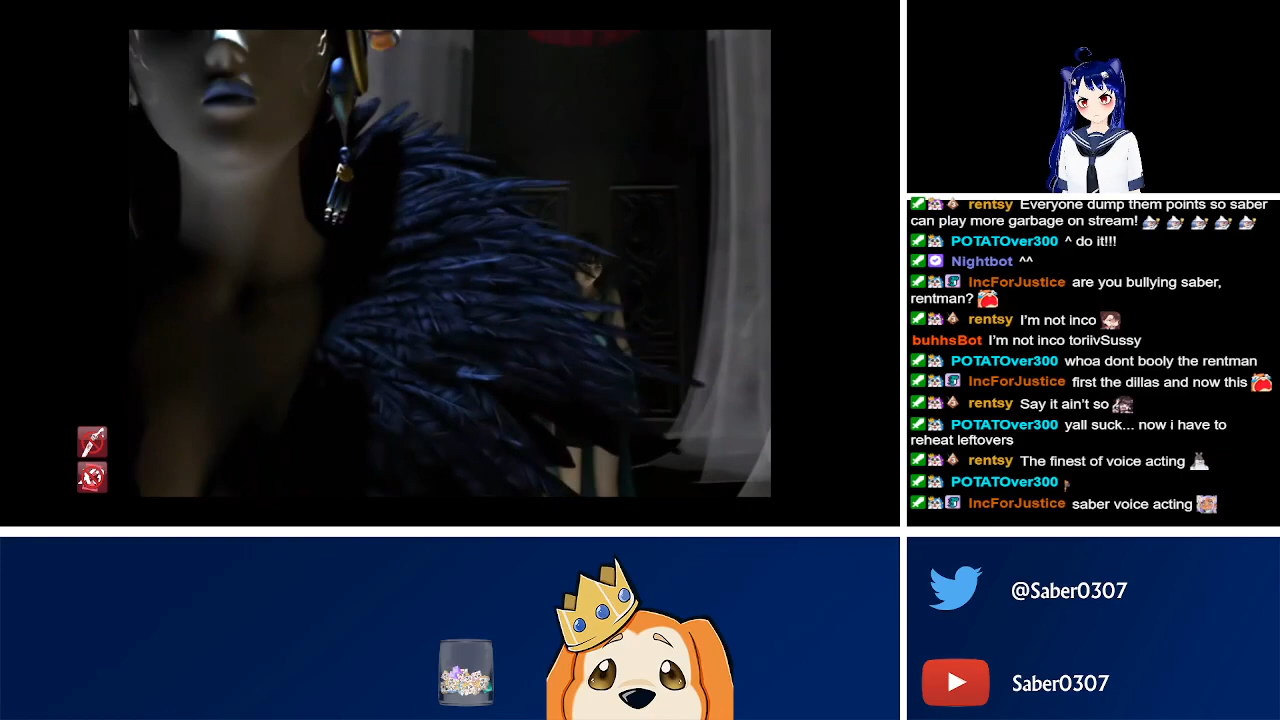 rentsy Everyone dump them points so saber
can play more garbage on stream!
POTATOver300 ^ do it!!!
Nightbot ^^
IncForJustice are you bullying saber,
rentman?
rentsy I'm not inco
buhhsBot I'm not inco toriivSussy
POTATOver300 whoa dont booly the rentman
IncForJustice first the dillas and now this
rentsy Say it ain't so
POTATOver300 yall suck... now i have to
reheat leftovers
rentsy The finest of voice acting
POTATOver300
IncForJustice saber voice acting
@Saber0307
Saber0307